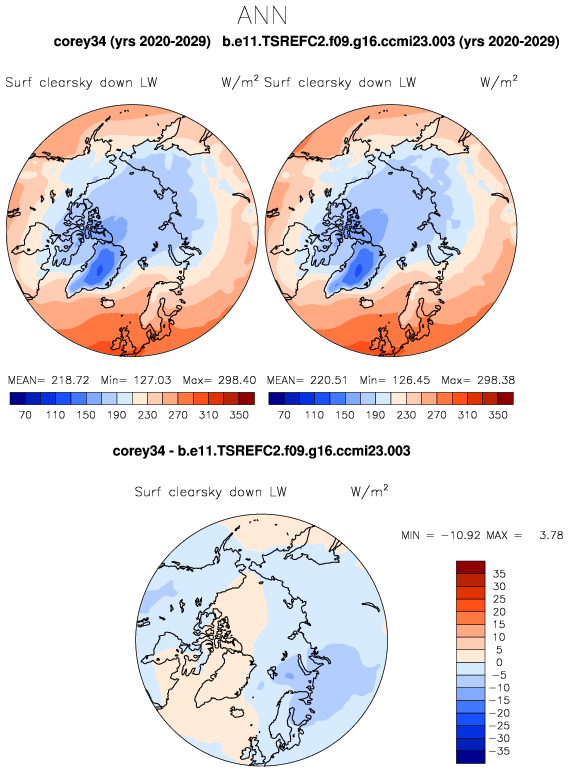 ANN
corey34 (yrs 2020-2029) b.e11.TSREFC2.f09.g16.ccmi23.003 (yrs 2020-2029)
Surf clearsky down LW W/m² Surf clearsky down LW W/m²
MEAN= 218.72 Min= 127.03 Max= 298.40 MEAN= 220.51 Min= 126.45 Max= 298.38
70 110 150 190 230 270 310 350 70 110 150 190 230 270 310 350
corey34 - b.e11.TSREFC2.f09.g16.ccmi23.003
Surf clearsky down LW W/m²
MIN = −10.92 MAX = 3.78
35
30
25
20
15
10
5
0
−5
−10
−15
−20
−25
−30
−35